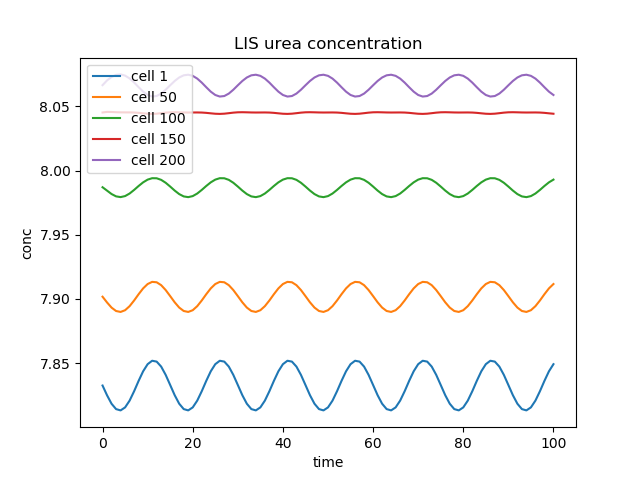 LIS urea concentration
cell 1
cell 50
cell 100
cell 150
cell 200
conc
8.05
8.00
7.95
7.90
7.85
0 20 40 60 80 100
time